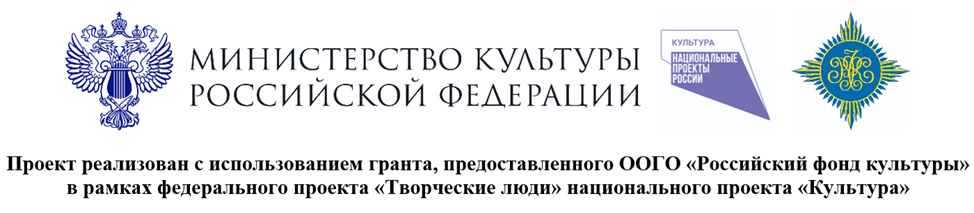 МИНИСТЕРСТВО КУЛЬТУРЫ
РОССИЙСКОЙ ФЕДЕРАЦИИ
КУЛЬТУРА
НАЦИОНАЛЬНЫЕ
ПРОЕКТЫ
РОССИИ
Проект реализован с использованием гранта, предоставленного ООГО «Российский фонд культуры»
в рамках федерального проекта «Творческие люди» национального проекта «Культура»